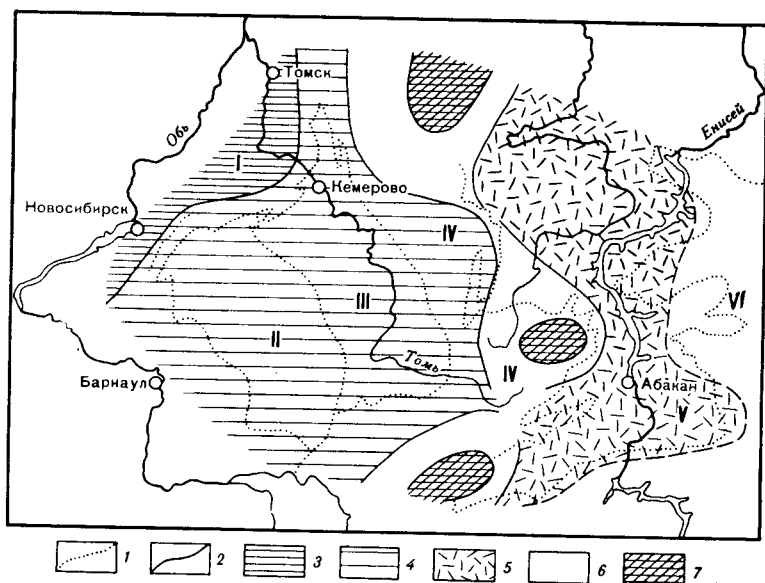 Томск
Обь
Енисей
I
Кемерово
Новосибирск
IV
VI
III
II
Томь
IV
Барнаул
Абакан
V
1 2 3 4 5 6 7